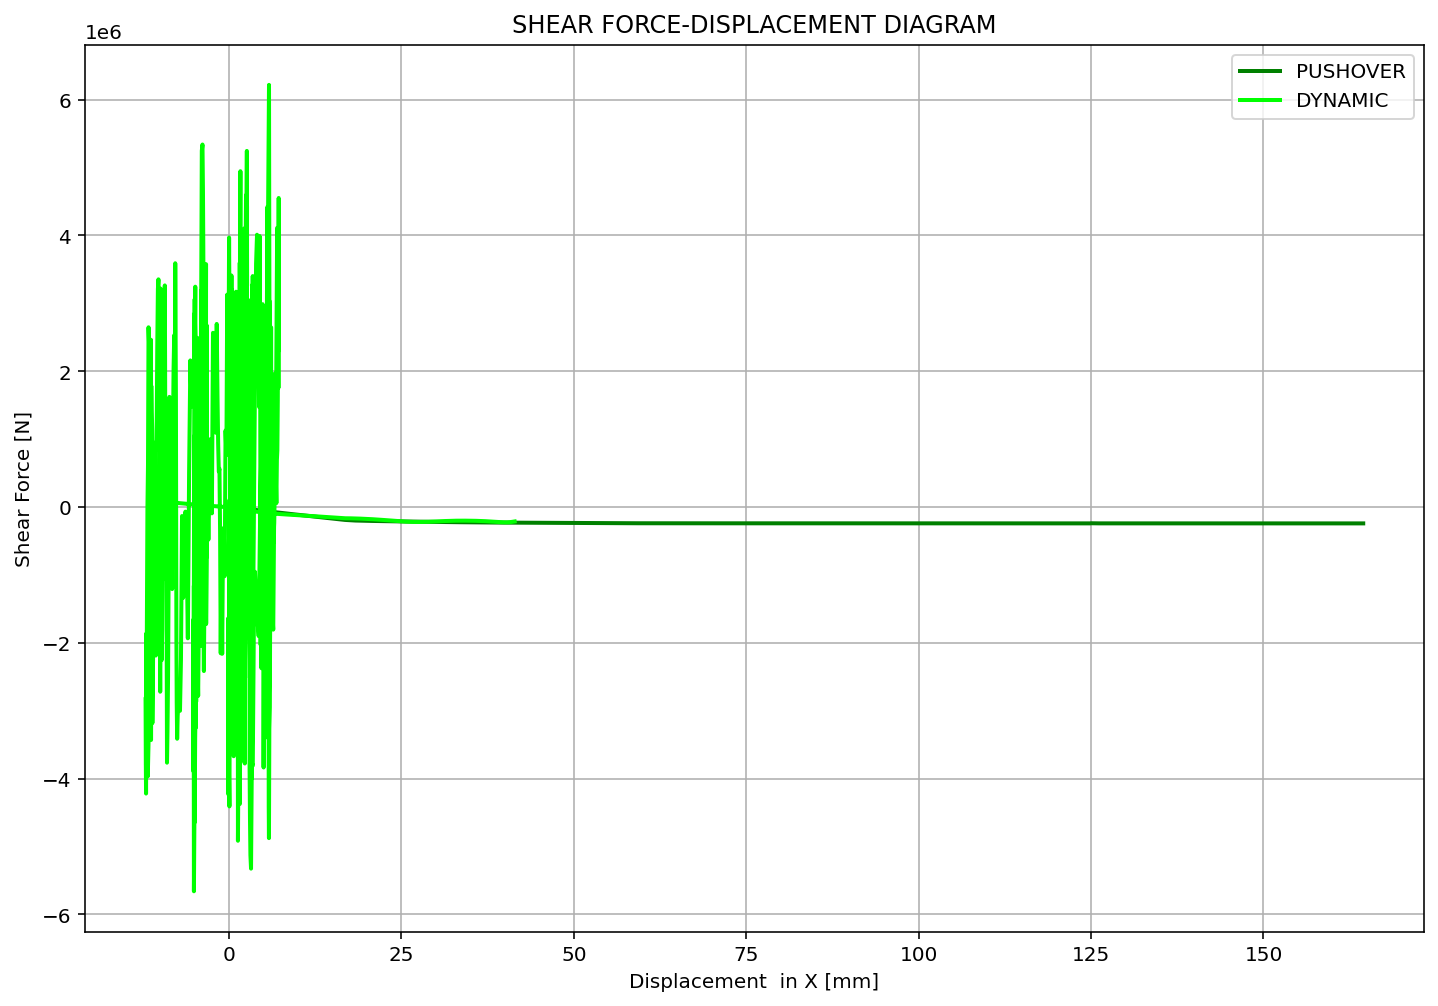 SHEAR FORCE-DISPLACEMENT DIAGRAM
1e6
PUSHOVER
DYNAMIC
6
4
2
0
−2
−4
−6
Shear Force [N]
0 25 50 75 100 125 150
Displacement  in X [mm]